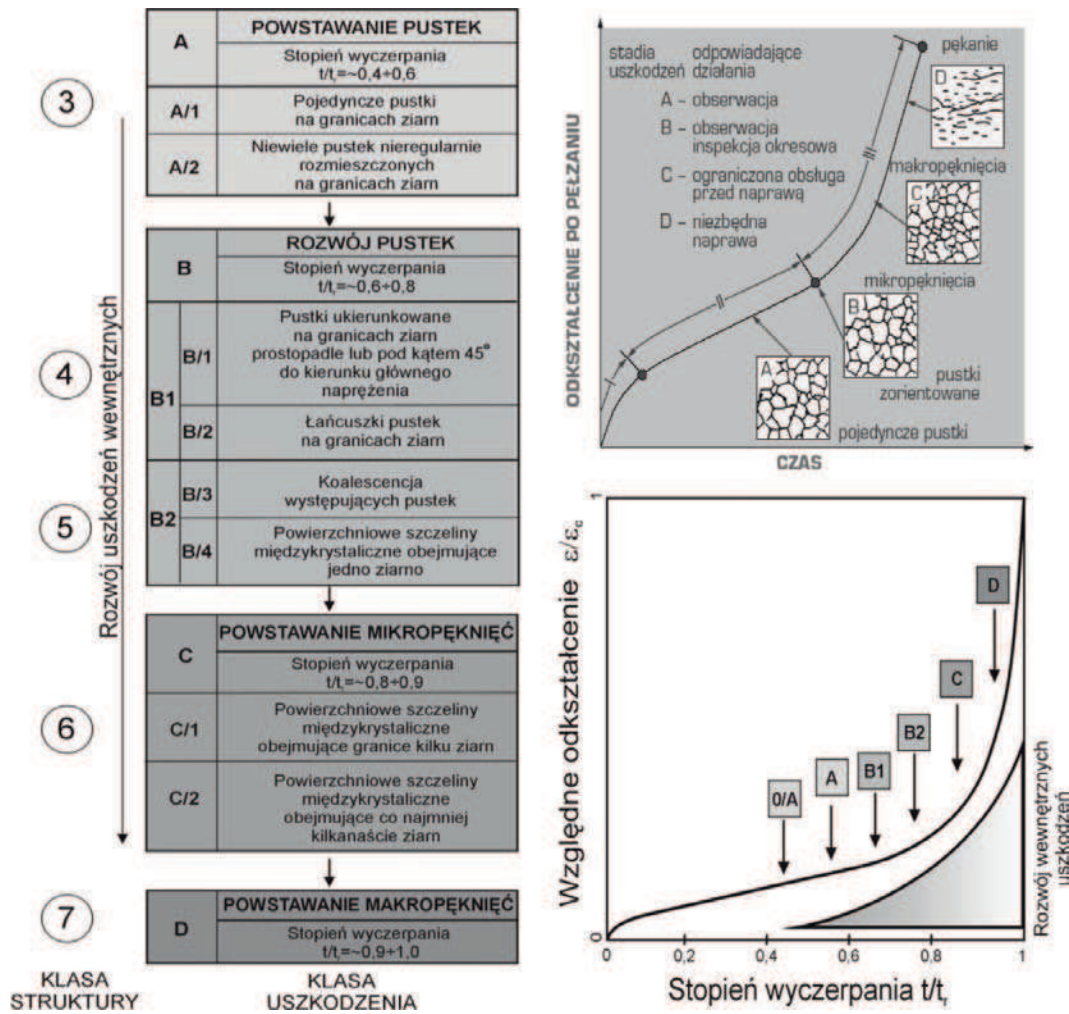 A
POWSTAWANIE PUSTEK
Stopień wyczerpania
t/tᵣ=~0,4÷0,6
3
A/1
Pojedyncze pustki
na granicach ziarn
A/2
Niewiele pustek nieregularnie
rozmieszczonych
na granicach ziarn
B
ROZWÓJ PUSTEK
Stopień wyczerpania
t/tᵣ=~0,6÷0,8
4
B1
B/1
Pustki ukierunkowane
na granicach ziarn
prostopadle lub pod kątem 45°
do kierunku głównego
naprężenia
B/2
Łańcuszki pustek
na granicach ziarn
5
B2
B/3
Koalescencja
występujących pustek
B/4
Powierzchniowe szczeliny
międzykrystaliczne obejmujące
jedno ziarno
C
POWSTAWANIE MIKROPĘKNIĘĆ
Stopień wyczerpania
t/tᵣ=~0,8÷0,9
6
C/1
Powierzchniowe szczeliny
międzykrystaliczne
obejmujące granice kilku ziarn
C/2
Powierzchniowe szczeliny
międzykrystaliczne
obejmujące co najmniej
kilkanaście ziarn
7
D
POWSTAWANIE MAKROPĘKNIĘĆ
Stopień wyczerpania
t/tᵣ=~0,9÷1,0
Rozwój uszkodzeń wewnętrznych
KLASA
STRUKTURY
KLASA
USZKODZENIA
ODKSZTAŁCENIE PO PEŁZANIU
stadia
uszkodzeń
odpowiadające
działania
A – obserwacja
B – obserwacja
inspekcja okresowa
C – ograniczona obsługa
przed naprawą
D – niezbędna
naprawa
I
II
III
pękanie
D
makropęknięcia
C
mikropęknięcia
B
pustki
zorientowane
A
pojedyncze pustki
CZAS
Względne odkształcenie ε/εc
1
0
0/A
A
B1
B2
C
D
0
0,2
0,4
0,6
0,8
1
Stopień wyczerpania t/tᵣ
Rozwój wewnętrznych
uszkodzeń